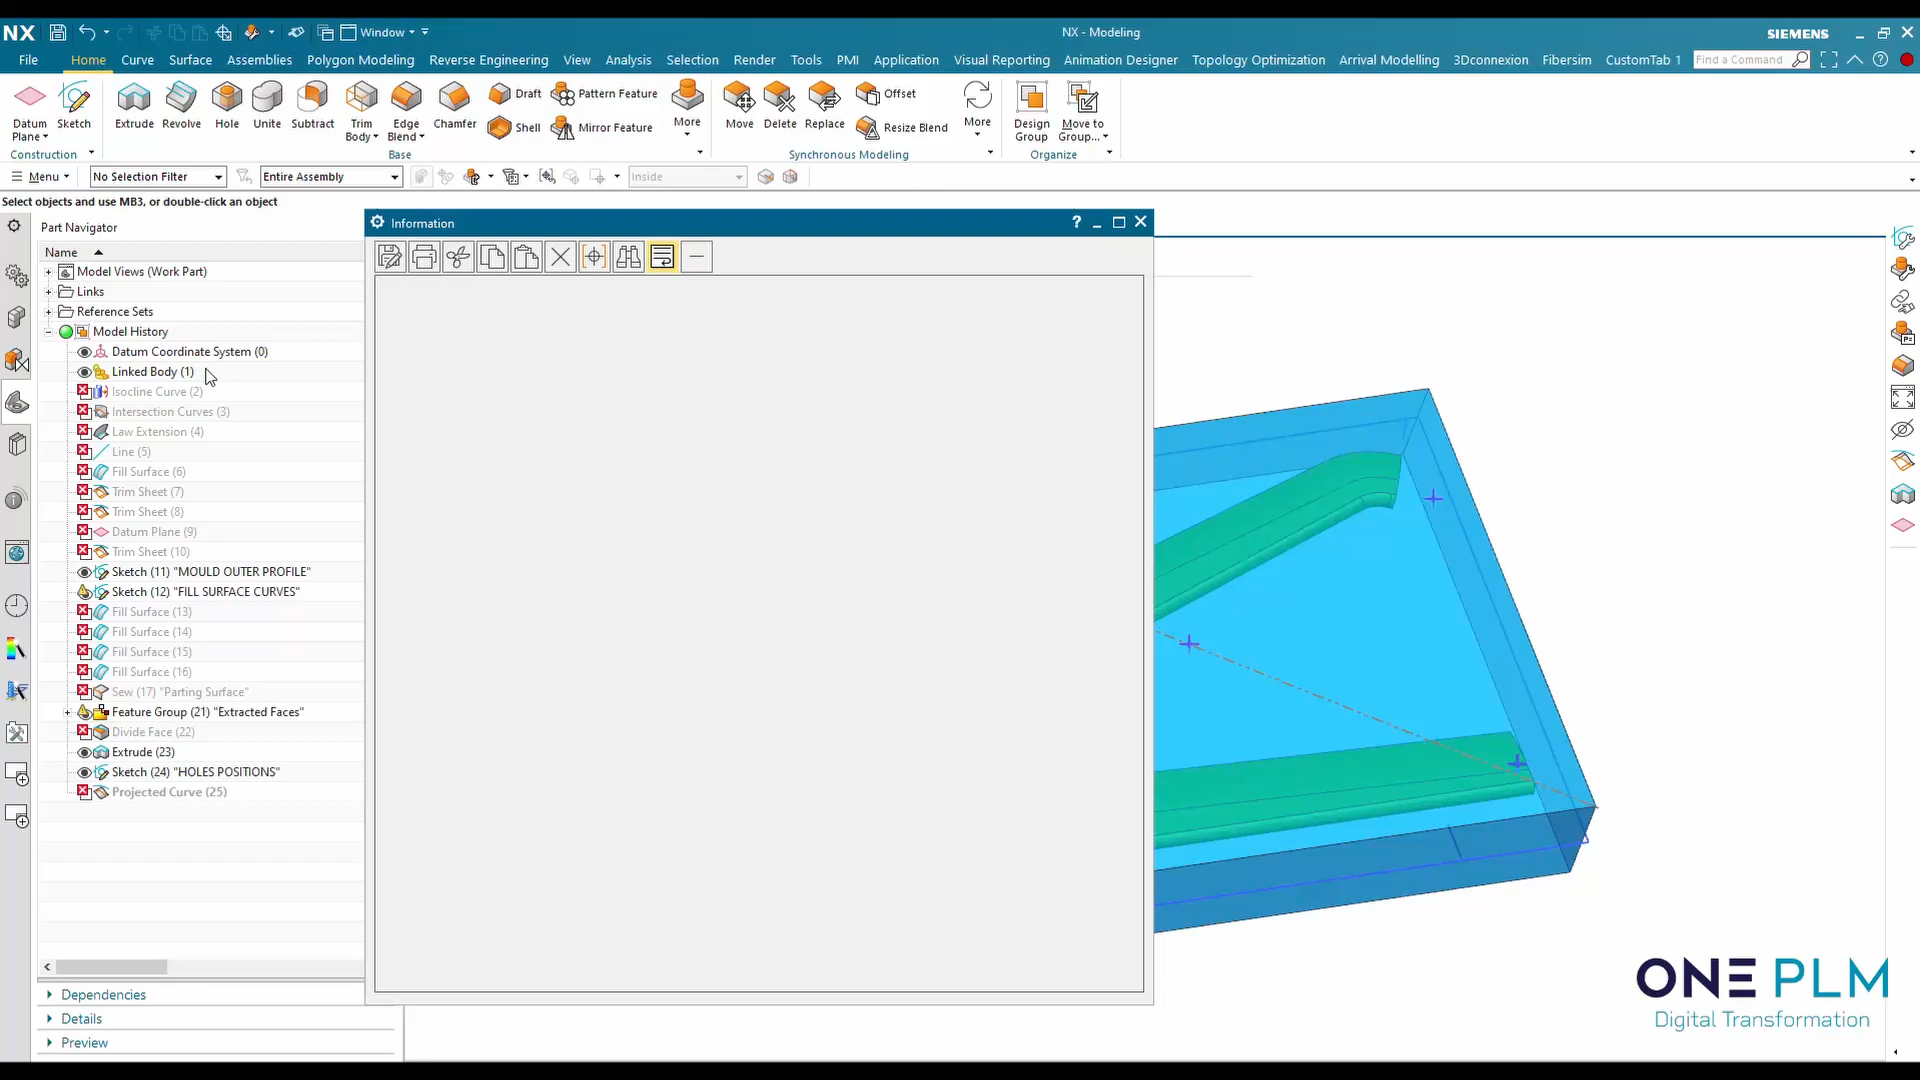 NX
Window
NX - Modeling
SIEMENS
File
Home
Curve
Surface
Assemblies
Polygon Modeling
Reverse Engineering
View
Analysis
Selection
Render
Tools
PMI
Application
Visual Reporting
Animation Designer
Topology Optimization
Arrival Modelling
3Dconnexion
Fibersim
CustomTab 1
Find a Command
Datum Plane
Sketch
Extrude
Revolve
Hole
Unite
Subtract
Trim Body
Edge Blend
Chamfer
Draft
Shell
Pattern Feature
Mirror Feature
More
Move
Delete
Replace
Offset
Resize Blend
More
Design Group
Move to Group...
Construction
Base
Synchronous Modeling
Organize
Menu
No Selection Filter
Entire Assembly
Inside
Select objects and use MB3, or double-click an object
Part Navigator
Name
Model Views (Work Part)
Links
Reference Sets
Model History
Datum Coordinate System (0)
Linked Body (1)
Isocline Curve (2)
Intersection Curves (3)
Law Extension (4)
Line (5)
Fill Surface (6)
Trim Sheet (7)
Trim Sheet (8)
Datum Plane (9)
Trim Sheet (10)
Sketch (11) "MOULD OUTER PROFILE"
Sketch (12) "FILL SURFACE CURVES"
Fill Surface (13)
Fill Surface (14)
Fill Surface (15)
Fill Surface (16)
Sew (17) "Parting Surface"
Feature Group (21) "Extracted Faces"
Divide Face (22)
Extrude (23)
Sketch (24) "HOLES POSITIONS"
Projected Curve (25)
Dependencies
Details
Preview
Information
?
ONE PLM
Digital Transformation